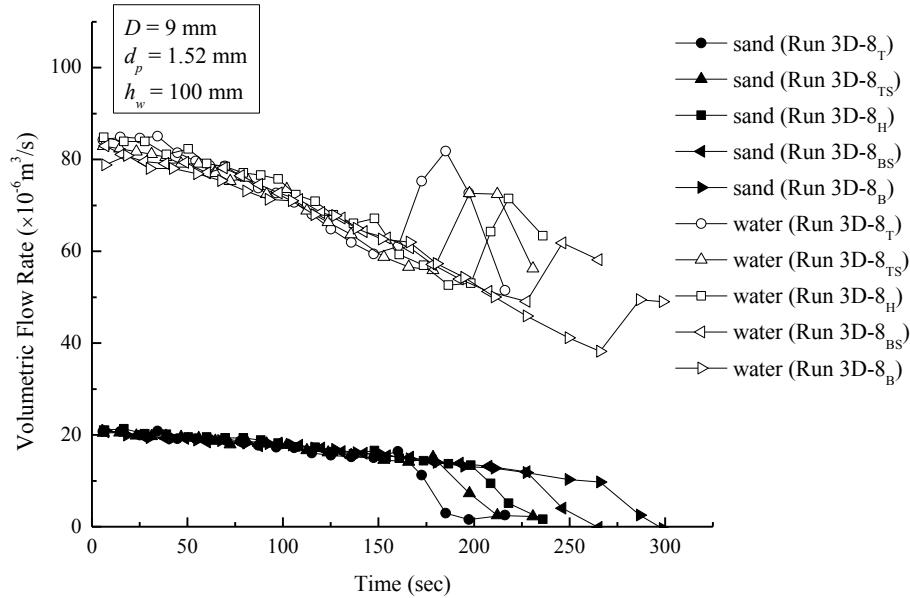 D = 9 mm
d_p = 1.52 mm
h_w = 100 mm
sand (Run 3D-8_T)
sand (Run 3D-8_TS)
sand (Run 3D-8_H)
sand (Run 3D-8_BS)
sand (Run 3D-8_B)
water (Run 3D-8_T)
water (Run 3D-8_TS)
water (Run 3D-8_H)
water (Run 3D-8_BS)
water (Run 3D-8_B)
Volumetric Flow Rate (×10⁻⁶m³/s)
100
80
60
40
20
0
0 50 100 150 200 250 300
Time (sec)